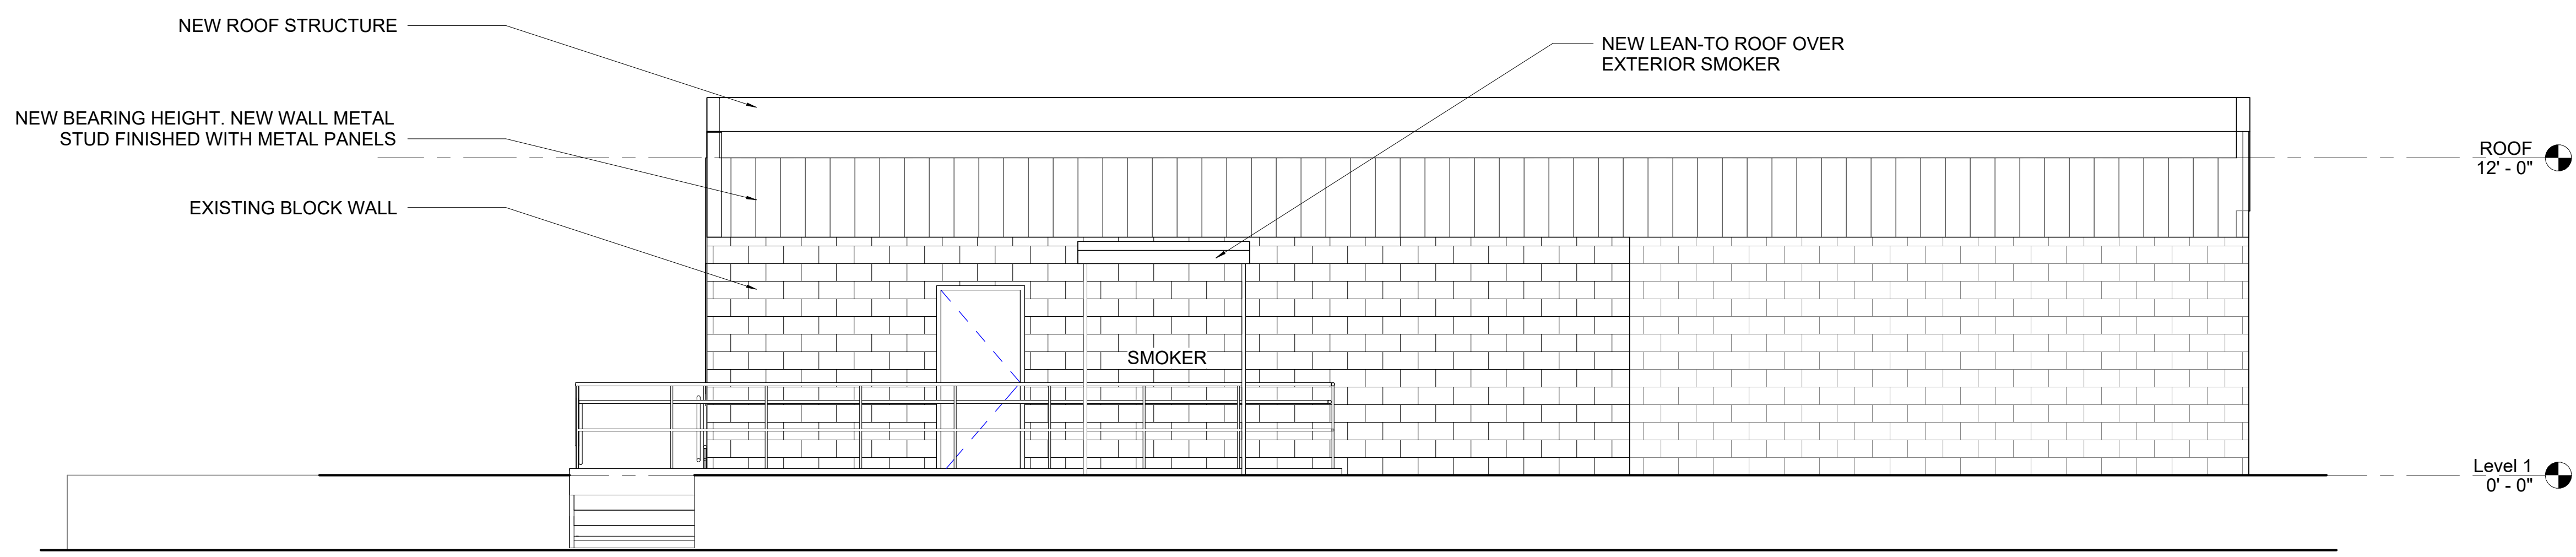 NEW ROOF STRUCTURE
NEW LEAN-TO ROOF OVER
EXTERIOR SMOKER
NEW BEARING HEIGHT. NEW WALL METAL
STUD FINISHED WITH METAL PANELS
ROOF
12' - 0"
EXISTING BLOCK WALL
SMOKER
Level 1
0' - 0"